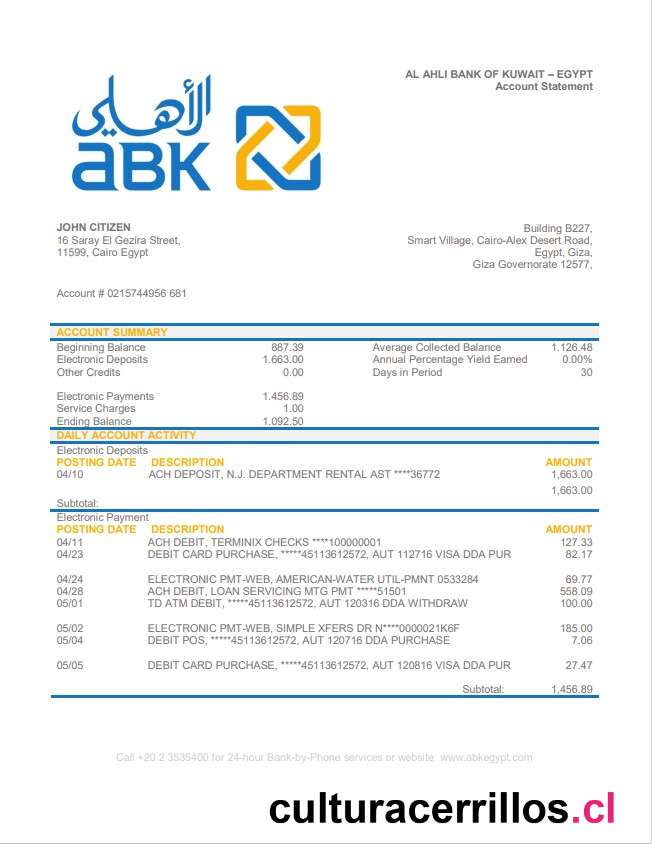 AL AHLI BANK OF KUWAIT – EGYPT
Account Statement
الأهلي
abk
JOHN CITIZEN
16 Saray El Gezira Street,
11599, Cairo Egypt
Building B227,
Smart Village, Cairo-Alex Desert Road,
Egypt, Giza,
Giza Governorate 12577,
Account # 0215744956 681
ACCOUNT SUMMARY
Beginning Balance 887.39 Average Collected Balance 1.126.48
Electronic Deposits 1.663.00 Annual Percentage Yield Earned 0.00%
Other Credits 0.00 Days in Period 30
Electronic Payments 1.456.89
Service Charges 1.00
Ending Balance 1.092.50
DAILY ACCOUNT ACTIVITY
Electronic Deposits
POSTING DATE DESCRIPTION AMOUNT
04/10 ACH DEPOSIT, N.J. DEPARTMENT RENTAL AST ****36772 1,663.00
1,663.00
Subtotal:
Electronic Payment
POSTING DATE DESCRIPTION AMOUNT
04/11 ACH DEBIT, TERMINIX CHECKS ****100000001 127.33
04/23 DEBIT CARD PURCHASE, *****45113612572, AUT 112716 VISA DDA PUR 82.17
04/24 ELECTRONIC PMT-WEB, AMERICAN-WATER UTIL-PMNT 0533284 69.77
04/28 ACH DEBIT, LOAN SERVICING MTG PMT *****51501 558.09
05/01 TD ATM DEBIT, *****45113612572, AUT 120316 DDA WITHDRAW 100.00
05/02 ELECTRONIC PMT-WEB, SIMPLE XFERS DR N****0000021K6F 185.00
05/04 DEBIT POS, *****45113612572, AUT 120716 DDA PURCHASE 7.06
05/05 DEBIT CARD PURCHASE, *****45113612572, AUT 120816 VISA DDA PUR 27.47
Subtotal: 1,456.89
Call +20 2 3535400 for 24-hour Bank-by-Phone services or website www.abkegypt.com
culturacerrillos.cl